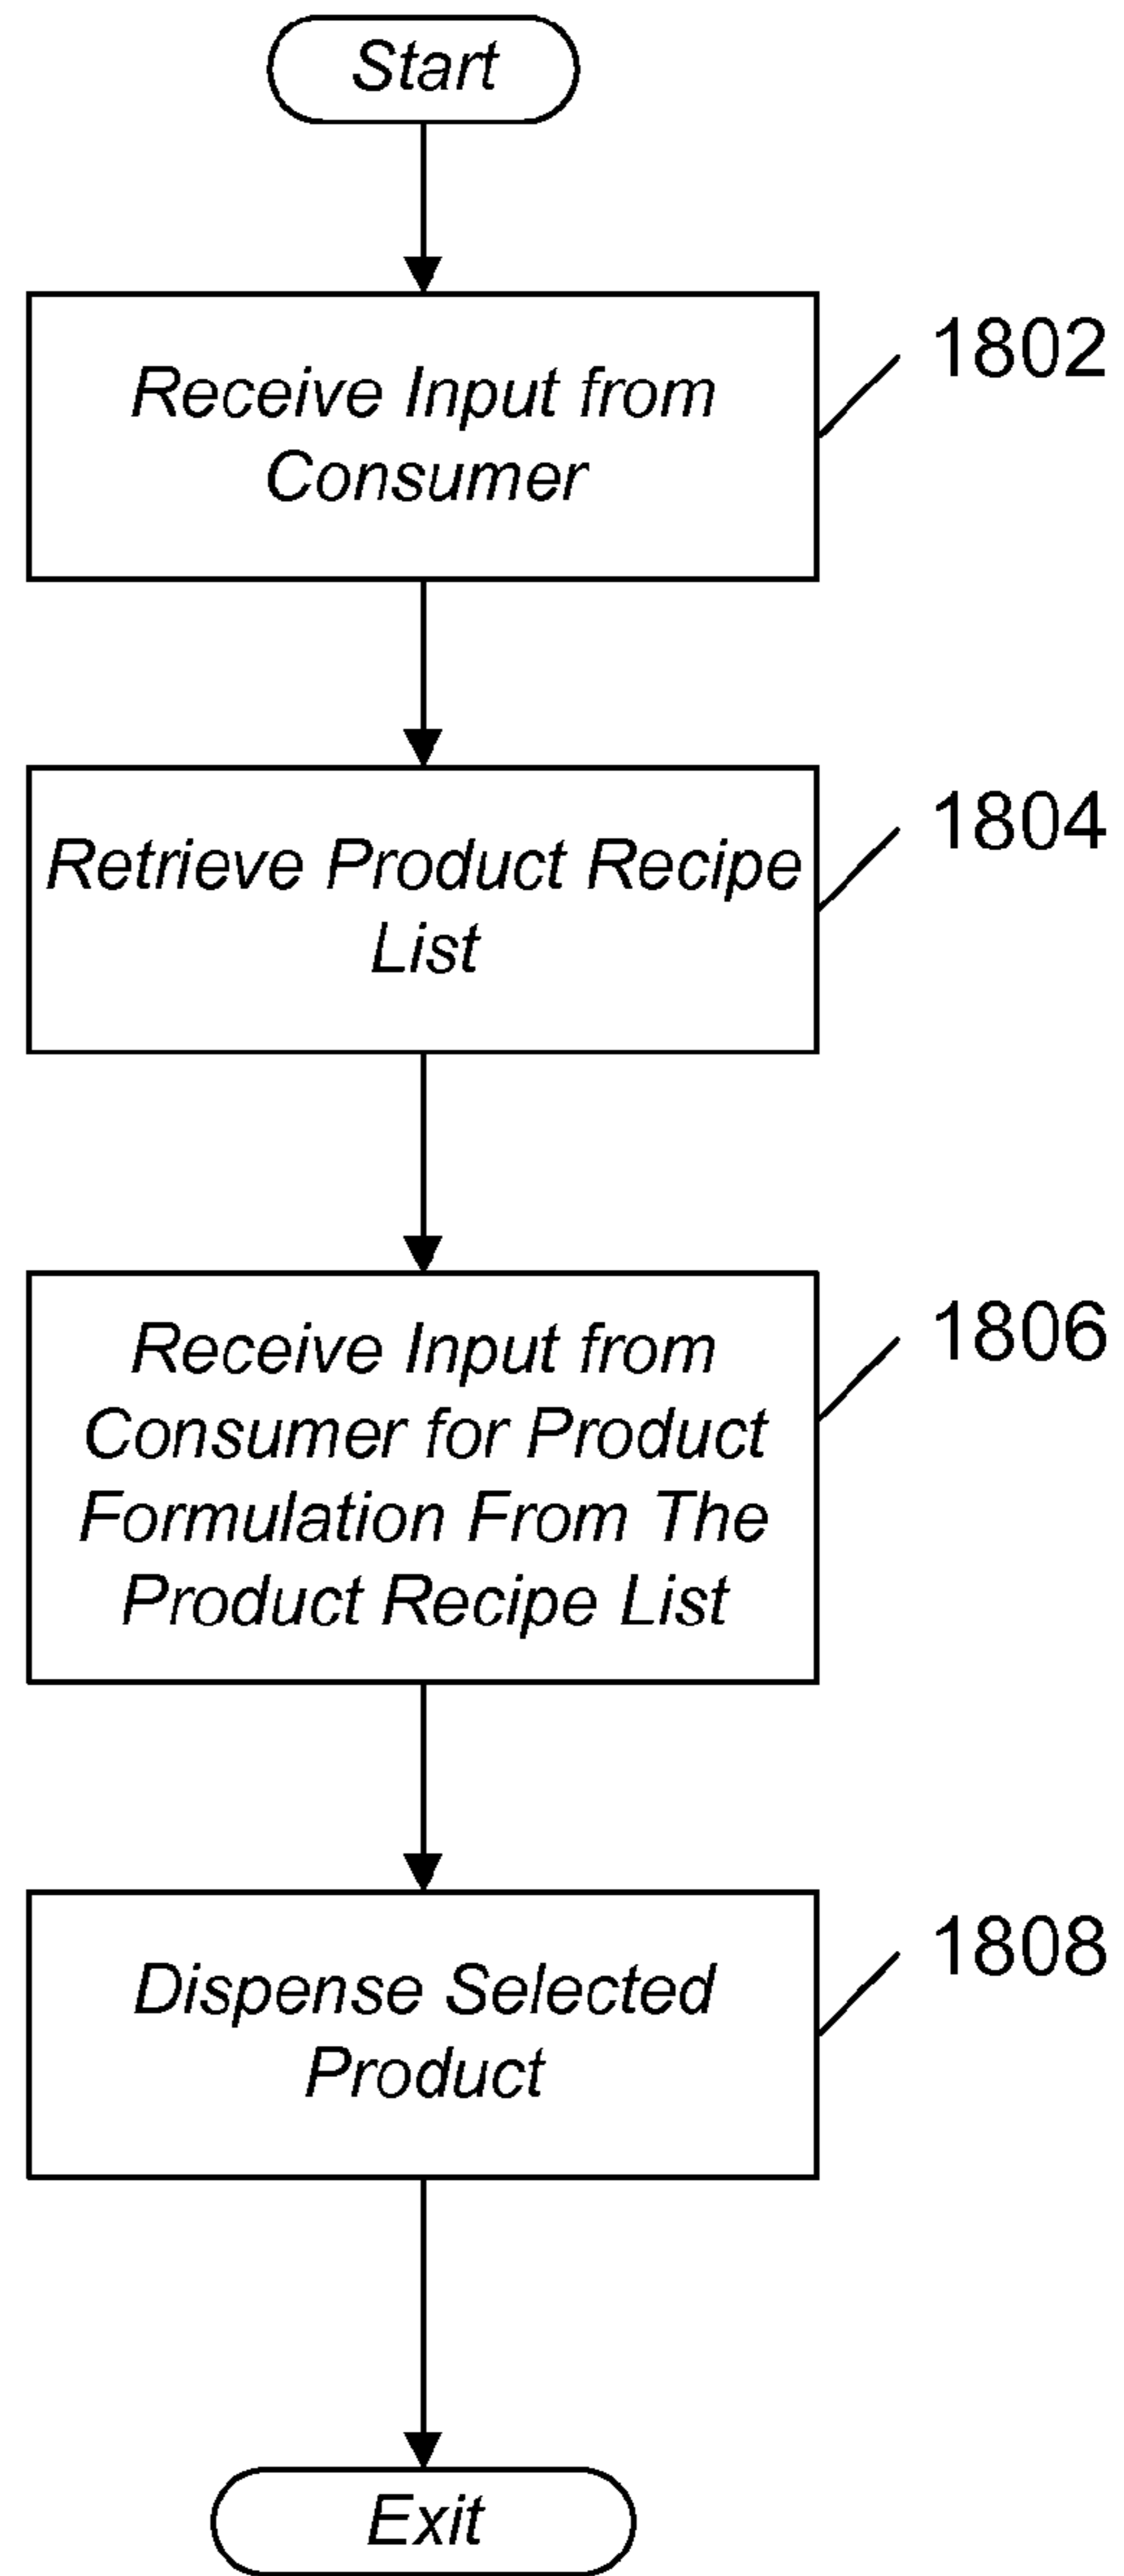 Start
Receive Input from
Consumer
1802
Retrieve Product Recipe
List
1804
Receive Input from
Consumer for Product
Formulation From The
Product Recipe List
1806
Dispense Selected
Product
1808
Exit